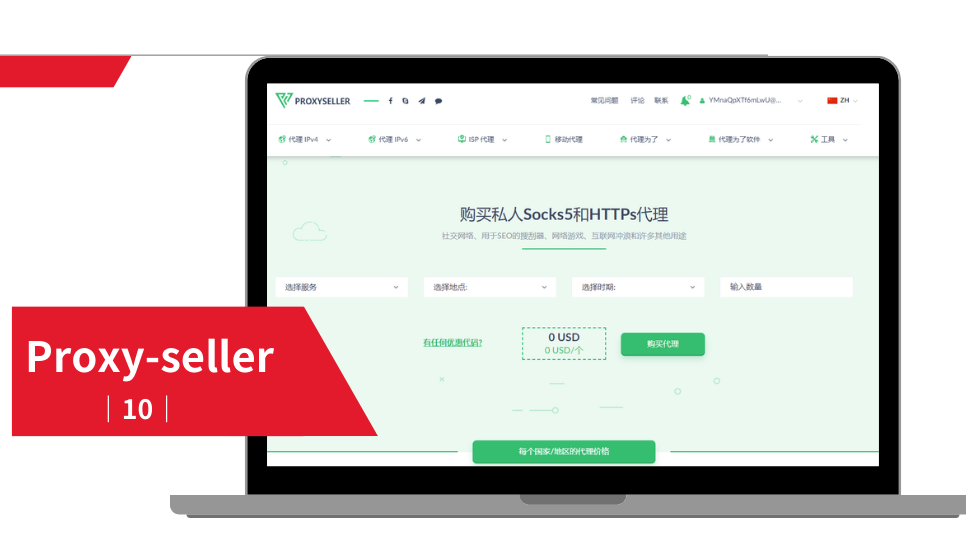 PROXYSELLER
常见问题 评论 联系 YMnaQpXTf6mLwU@... ZH
代理 IPv4 代理 IPv6 ISP 代理 移动代理 代理为了 代理为了软件 工具
购买私人Socks5和HTTPs代理
社交网络、用于SEO的搜刮器、网络游戏、互联网冲浪和许多其他用途
选择服务 选择地点: 选择时期: 输入数量
有任何优惠代码? 0 USD 购买代理
0 USD/个
每个国家/地区的代理价格
Proxy-seller
10